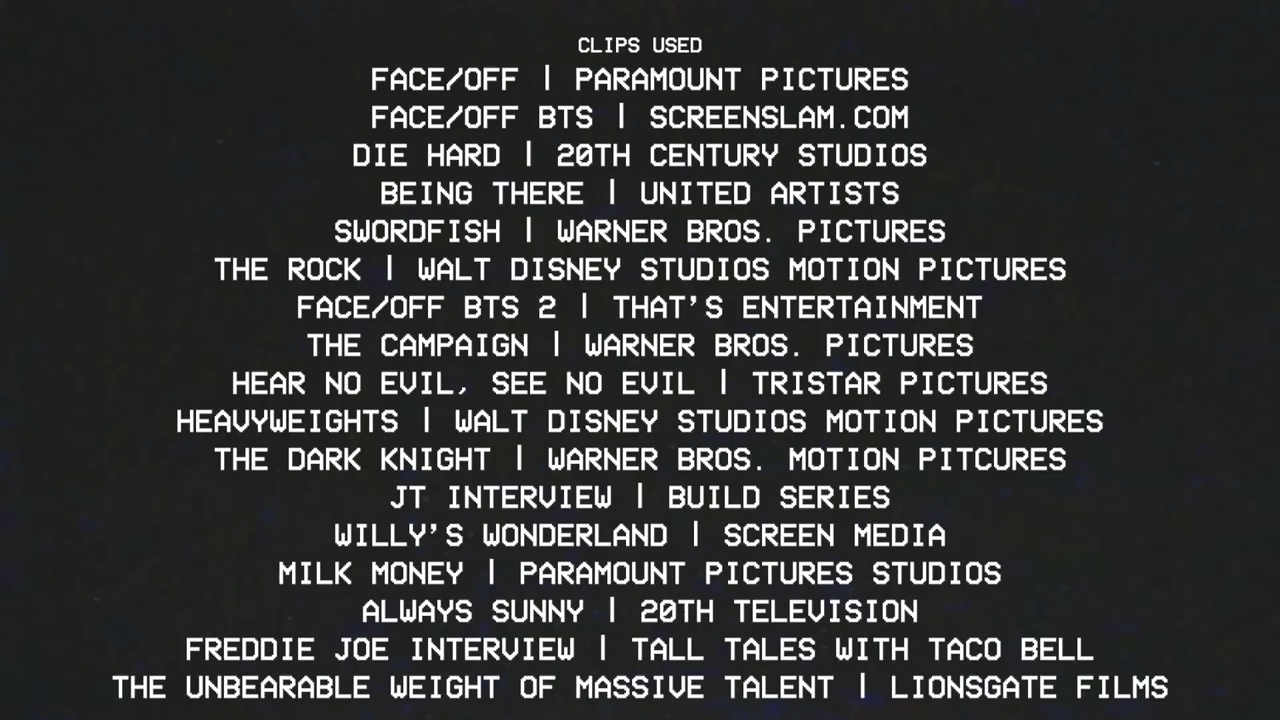 CLIPS USED
FACE/OFF | PARAMOUNT PICTURES
FACE/OFF BTS | SCREENSLAM.COM
DIE HARD | 20TH CENTURY STUDIOS
BEING THERE | UNITED ARTISTS
SWORDFISH | WARNER BROS. PICTURES
THE ROCK | WALT DISNEY STUDIOS MOTION PICTURES
FACE/OFF BTS 2 | THAT'S ENTERTAINMENT
THE CAMPAIGN | WARNER BROS. PICTURES
HEAR NO EVIL, SEE NO EVIL | TRISTAR PICTURES
HEAVYWEIGHTS | WALT DISNEY STUDIOS MOTION PICTURES
THE DARK KNIGHT | WARNER BROS. MOTION PITCURES
JT INTERVIEW | BUILD SERIES
WILLY'S WONDERLAND | SCREEN MEDIA
MILK MONEY | PARAMOUNT PICTURES STUDIOS
ALWAYS SUNNY | 20TH TELEVISION
FREDDIE JOE INTERVIEW | TALL TALES WITH TACO BELL
THE UNBEARABLE WEIGHT OF MASSIVE TALENT | LIONSGATE FILMS